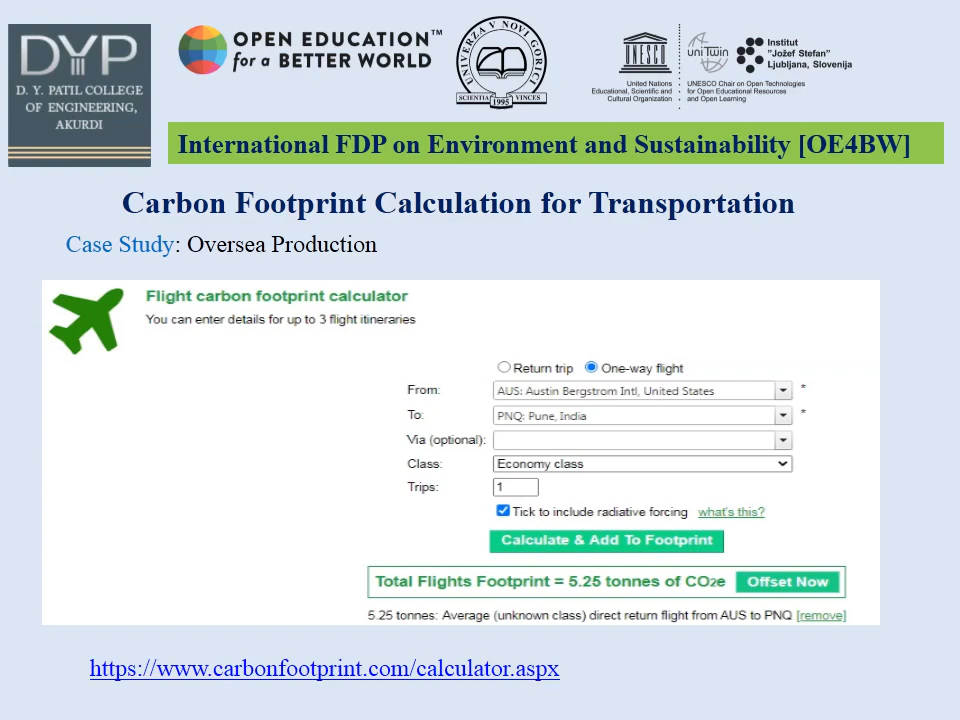 DYP
D. Y. PATIL COLLEGE
OF ENGINEERING,
AKURDI
OPEN EDUCATION™
for a BETTER WORLD
UNIVERZA V NOVI GORICI
SCIENTIA VINCES
1995
UNESCO
United Nations
Educational, Scientific and
Cultural Organization
uniTwin
Institut
"Jožef Stefan"
Ljubljana, Slovenija
UNESCO Chair on Open Technologies
for Open Educational Resources
and Open Learning
International FDP on Environment and Sustainability [OE4BW]
Carbon Footprint Calculation for Transportation
Case Study: Oversea Production
Flight carbon footprint calculator
You can enter details for up to 3 flight itineraries
Return trip One-way flight
From: AUS: Austin Bergstrom Intl, United States *
To: PNQ: Pune, India *
Via (optional):
Class: Economy class
Trips: 1
Tick to include radiative forcing what's this?
Calculate & Add To Footprint
Total Flights Footprint = 5.25 tonnes of CO2e Offset Now
5.25 tonnes: Average (unknown class) direct return flight from AUS to PNQ [remove]
https://www.carbonfootprint.com/calculator.aspx